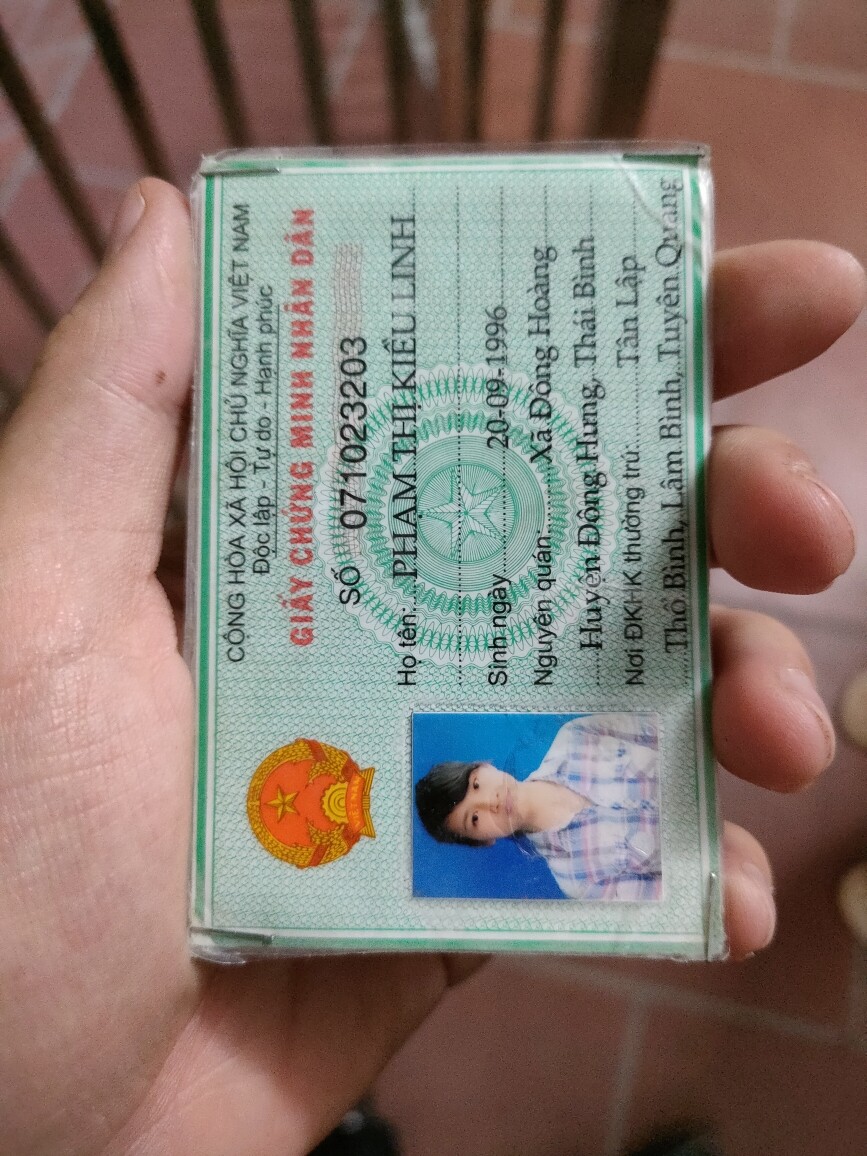 CỘNG HÒA XÃ HỘI CHỦ NGHĨA VIỆT NAM
Độc lập - Tự do - Hạnh phúc
GIẤY CHỨNG MINH NHÂN DÂN
SỐ 071023203
Họ tên: PHẠM THỊ KIỀU LINH
Sinh ngày 20-09-1996
Nguyên quán: Xã Đông Hoàng
Huyện Đông Hưng, Thái Bình
Nơi ĐKHK thường trú: Tân Lập
Thổ Bình, Lâm Bình, Tuyên Quang